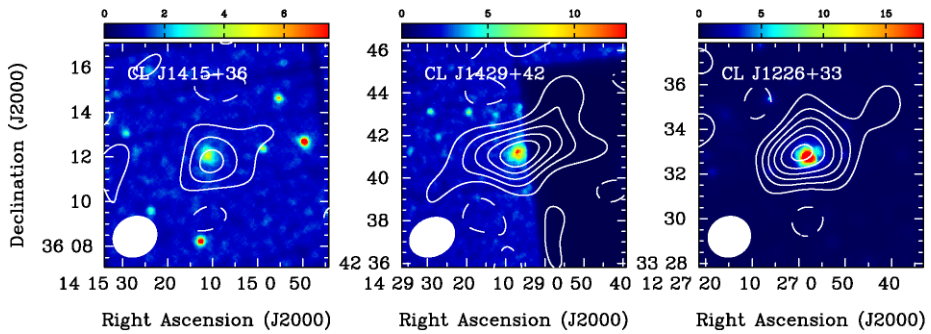 0 2 4 6
0 5 10
0 5 10 15
CL J1415+36
CL J1429+42
CL J1226+33
Declination (J2000)
16
14
12
10
36 08
46
44
42
40
38
42 36
36
34
32
30
33 28
14 15 30 20 10 0 50
14 29 30 20 10 29 0 50 40
12 27 20 10 27 0 50 40
Right Ascension (J2000)
Right Ascension (J2000)
Right Ascension (J2000)